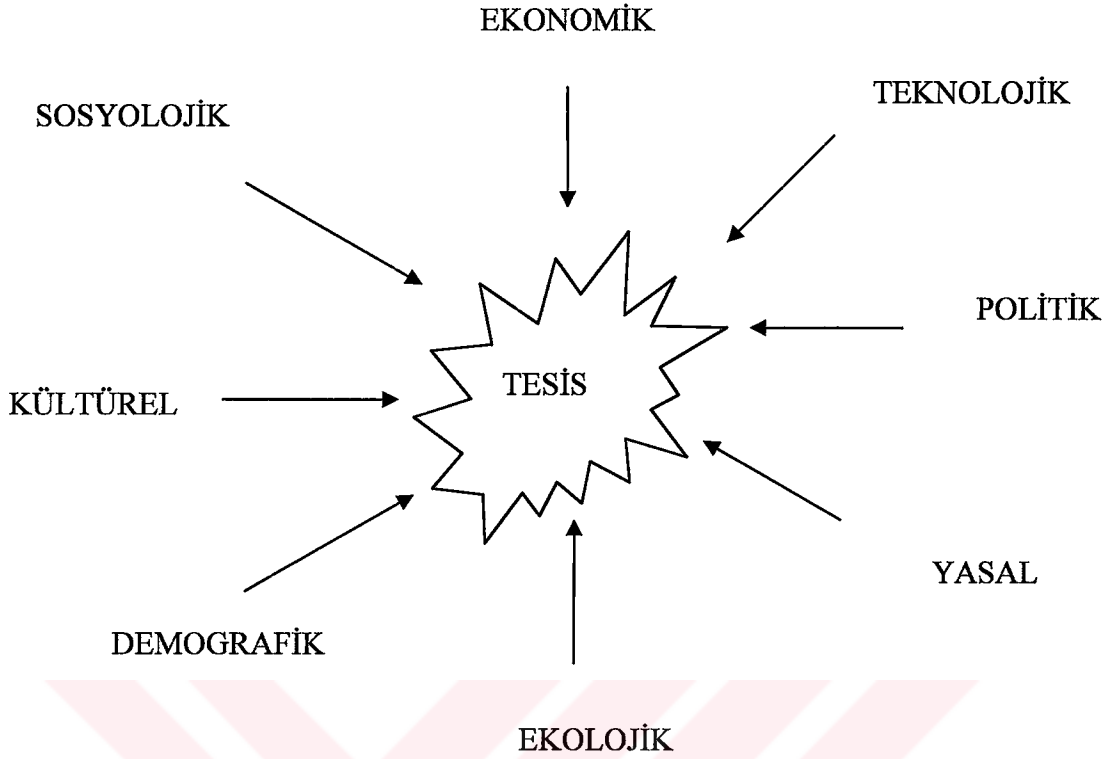 EKONOMİK
TEKNOLOJİK
SOSYOLOJİK
POLİTİK
TESİS
KÜLTÜREL
YASAL
DEMOGRAFİK
EKOLOJİK